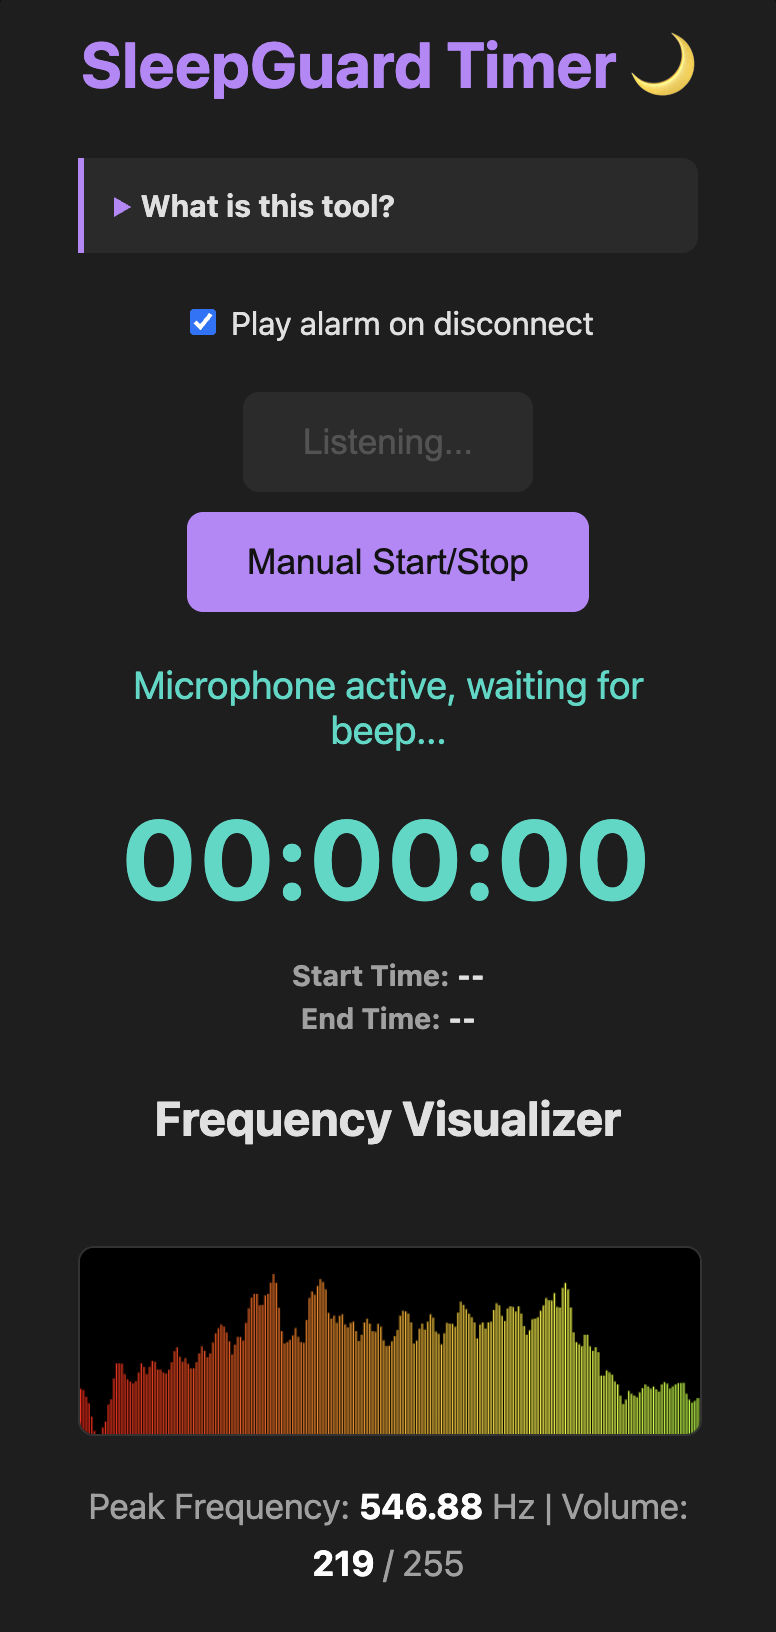 SleepGuard Timer 🌙
What is this tool?
Play alarm on disconnect
Listening...
Manual Start/Stop
Microphone active, waiting for
beep...
00:00:00
Start Time: --
End Time: --
Frequency Visualizer
Peak Frequency: 546.88 Hz | Volume:
219 / 255